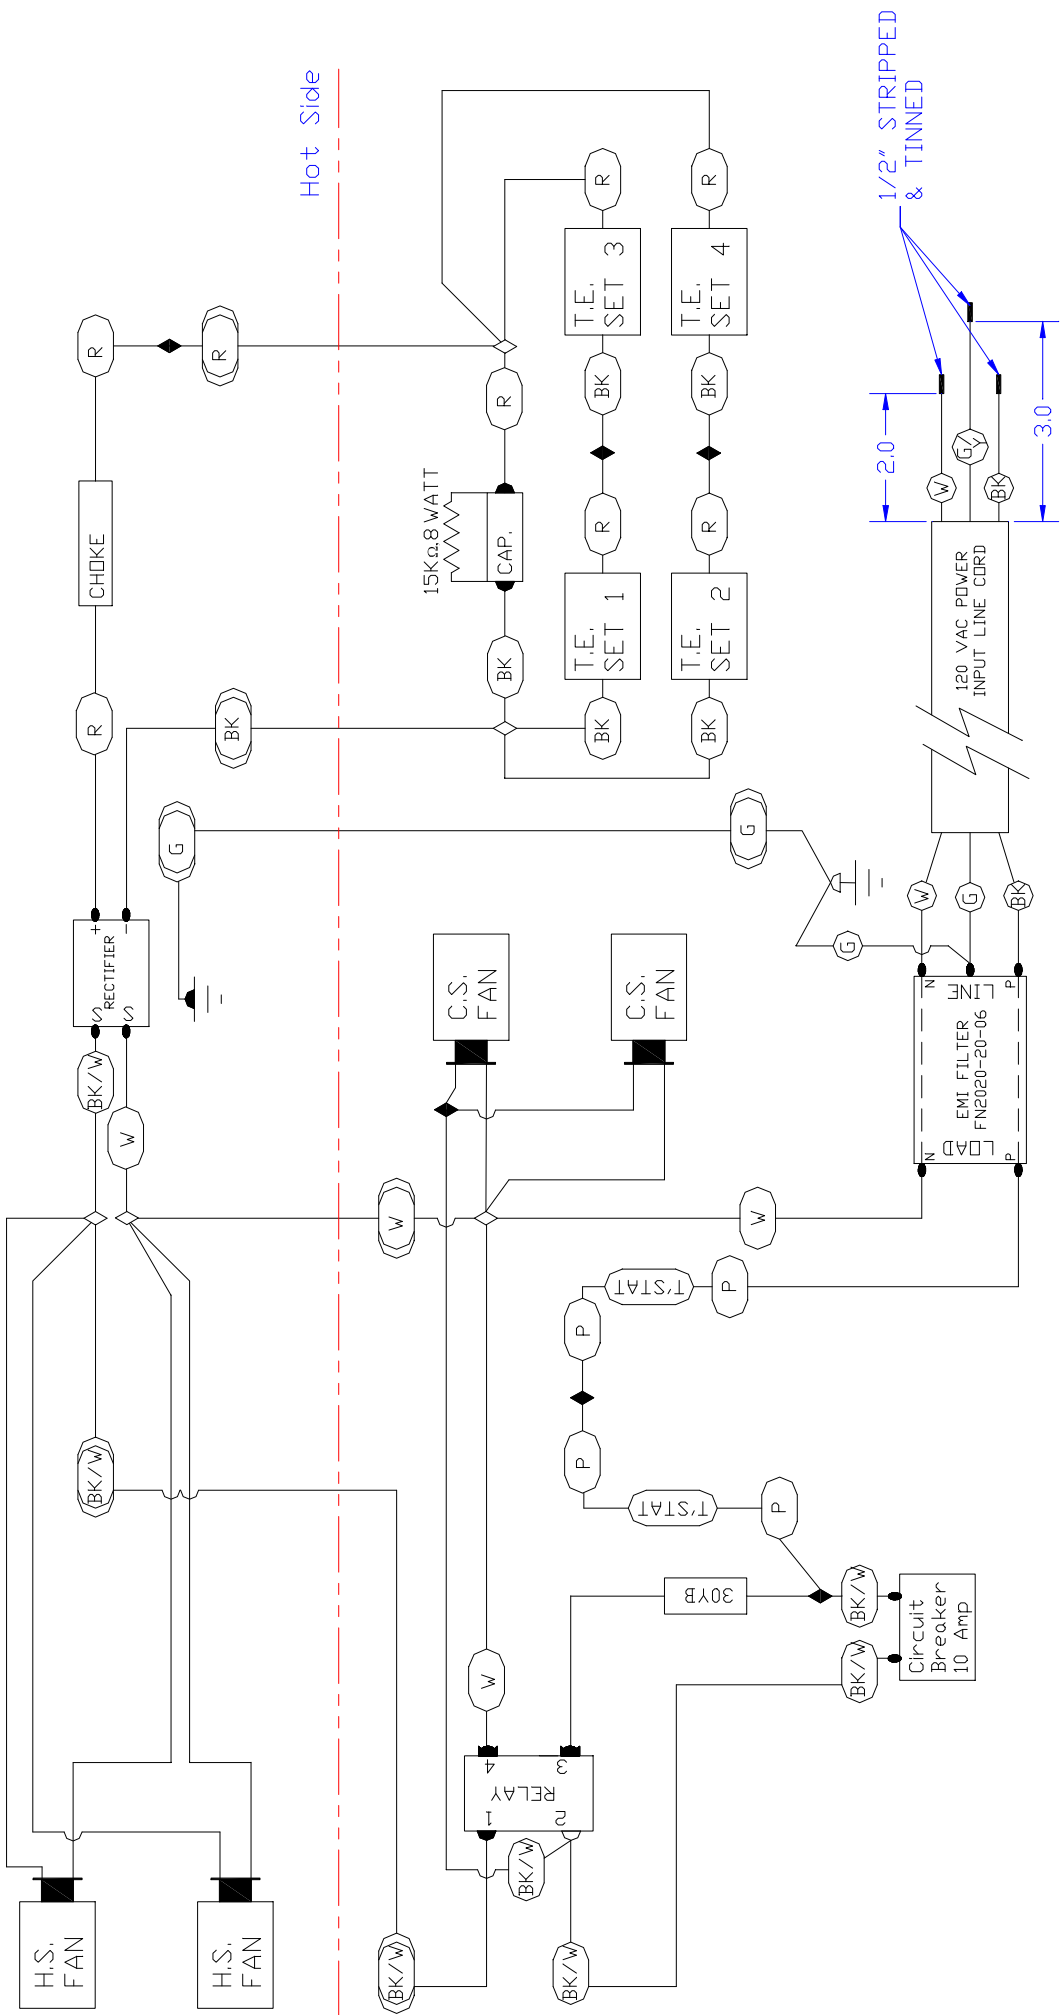 Hot Side
1/2" STRIPPED
& TINNED
R
R
CHOKE
R
BK
G
+
-
RECTIFIER
S
S
BK/W
W
BK/W
H.S.
FAN
H.S.
FAN
R
R
R
15KΩ,8WATT
CAP.
BK
T.E.
SET 3
T.E.
SET 4
BK
BK
R
R
T.E.
SET 1
T.E.
SET 2
BK
BK
G
C.S.
FAN
C.S.
FAN
W
W
T'STAT
P
P
P
T'STAT
P
30YB
W
4
3
RELAY
1
2
BK/W
BK/W
BK/W
BK/W
BK/W
Circuit
Breaker
10 Amp
2.0
3.0
W
G/Y
BK
120 VAC POWER
INPUT LINE CORD
W
G
BK
G
N
LINE
P
EMI FILTER
FN2020-20-06
N
LOAD
P